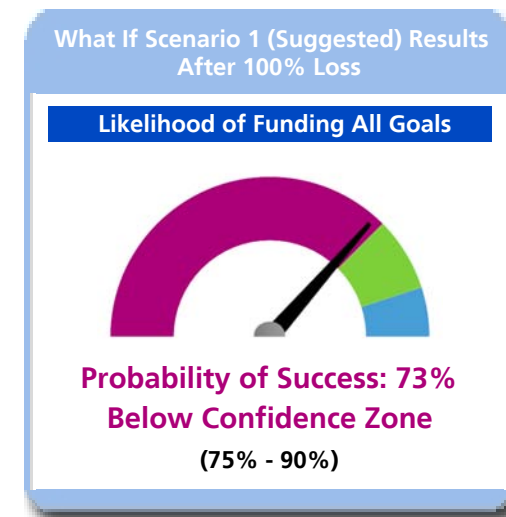 What If Scenario 1 (Suggested) Results
After 100% Loss
Likelihood of Funding All Goals
Probability of Success: 73%
Below Confidence Zone
(75% - 90%)